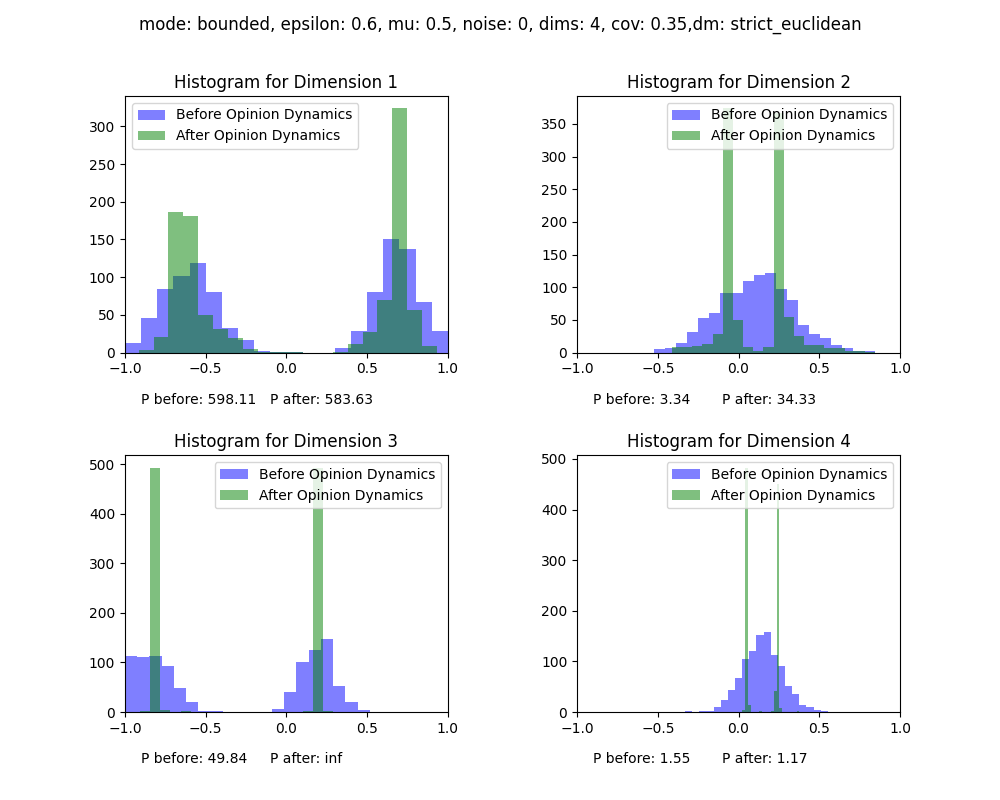 mode: bounded, epsilon: 0.6, mu: 0.5, noise: 0, dims: 4, cov: 0.35,dm: strict_euclidean
Histogram for Dimension 1
Before Opinion Dynamics
After Opinion Dynamics
300
250
200
150
100
50
0
−1.0 −0.5 0.0 0.5 1.0
P before: 598.11 P after: 583.63
Histogram for Dimension 2
Before Opinion Dynamics
After Opinion Dynamics
350
300
250
200
150
100
50
0
−1.0 −0.5 0.0 0.5 1.0
P before: 3.34 P after: 34.33
Histogram for Dimension 3
Before Opinion Dynamics
After Opinion Dynamics
500
400
300
200
100
0
−1.0 −0.5 0.0 0.5 1.0
P before: 49.84 P after: inf
Histogram for Dimension 4
Before Opinion Dynamics
After Opinion Dynamics
500
400
300
200
100
0
−1.0 −0.5 0.0 0.5 1.0
P before: 1.55 P after: 1.17